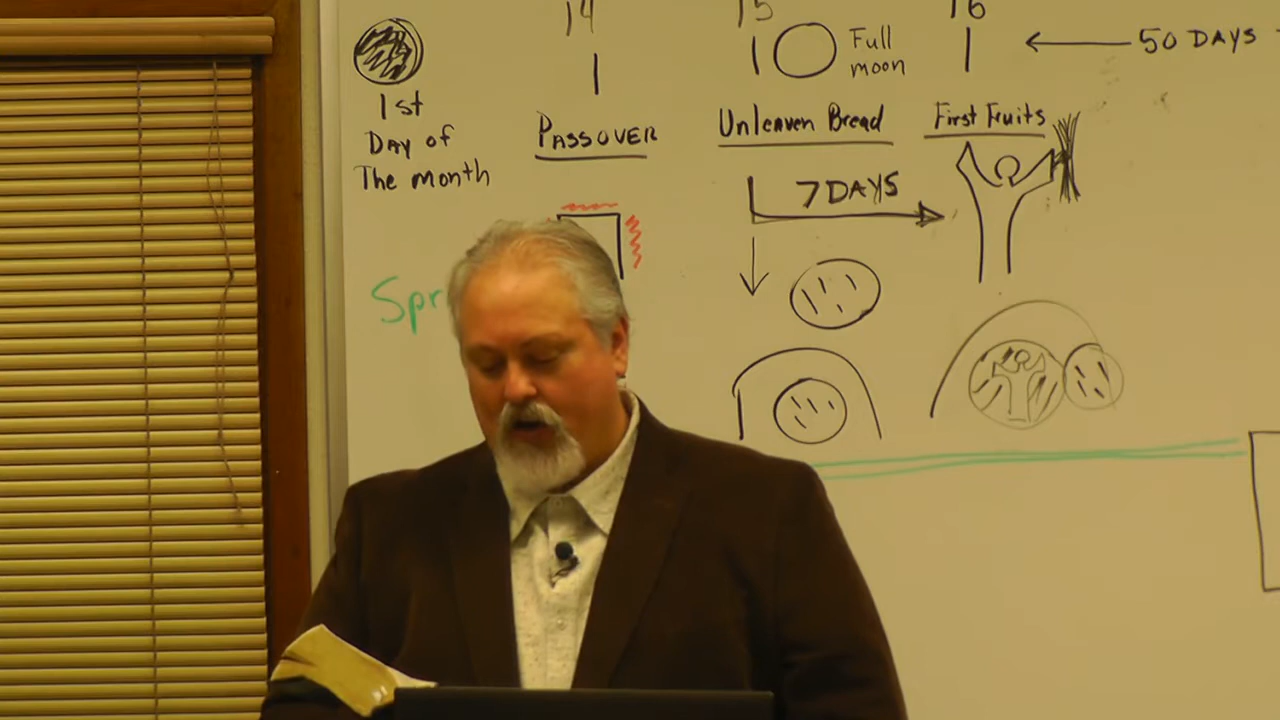 14 15 16
Full
moon
50 DAYS
1st
Day of
The month
PASSOVER
Unleaven Bread
First Fruits
7 DAYS
Spr